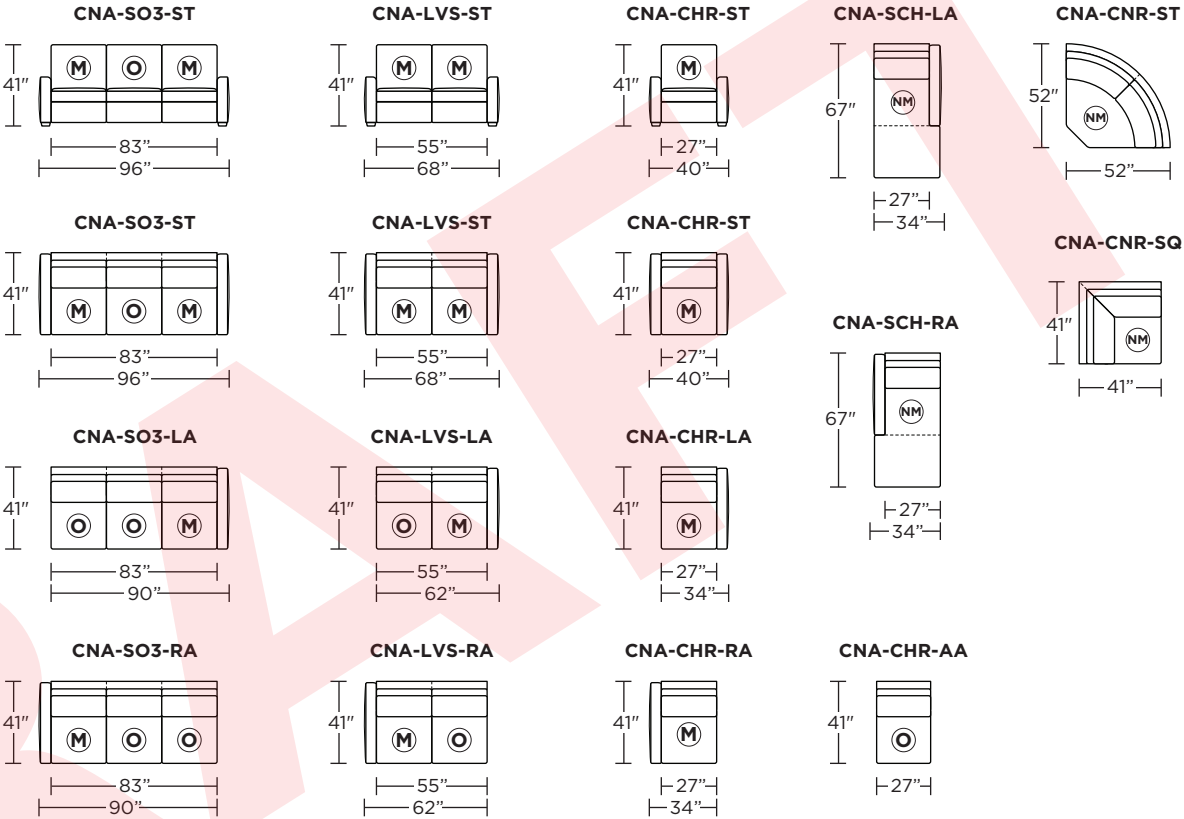 CNA-SO3-ST CNA-LVS-ST CNA-CHR-ST CNA-SCH-LA CNA-CNR-ST
41" M O M 41" M M 41" M 67" NM 52" NM
83” 55” 27” 27” 52”
96” 68” 40” 34”
CNA-SO3-ST CNA-LVS-ST CNA-CHR-ST CNA-CNR-SQ
41" M O M 41" M M 41" M 41" NM
83” 55” 27” 41”
96” 68” 40”
CNA-SCH-RA
67" NM
27”
34”
CNA-SO3-LA CNA-LVS-LA CNA-CHR-LA
41" O O M 41" O M 41" M
83” 55” 27”
90” 62” 34”
CNA-SO3-RA CNA-LVS-RA CNA-CHR-RA CNA-CHR-AA
41" M O O 41" M O 41" M 41" O
83” 55” 27” 27”
90” 62” 34”
RAFT